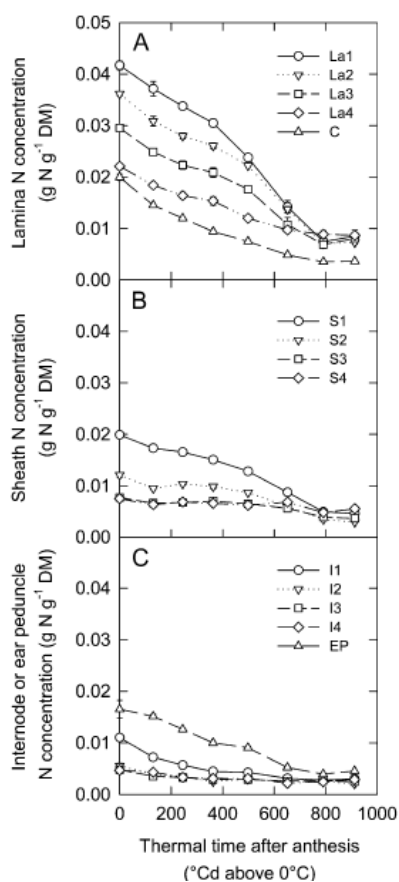 A
Lamina N concentration
(g N g⁻¹ DM)
0.05
0.04
0.03
0.02
0.01
0.00
La1
La2
La3
La4
C
B
Sheath N concentration
(g N g⁻¹ DM)
0.04
0.03
0.02
0.01
0.00
S1
S2
S3
S4
C
Internode or ear peduncle
N concentration (g N g⁻¹ DM)
0.04
0.03
0.02
0.01
0.00
I1
I2
I3
I4
EP
0 200 400 600 800 1000
Thermal time after anthesis
(°Cd above 0°C)